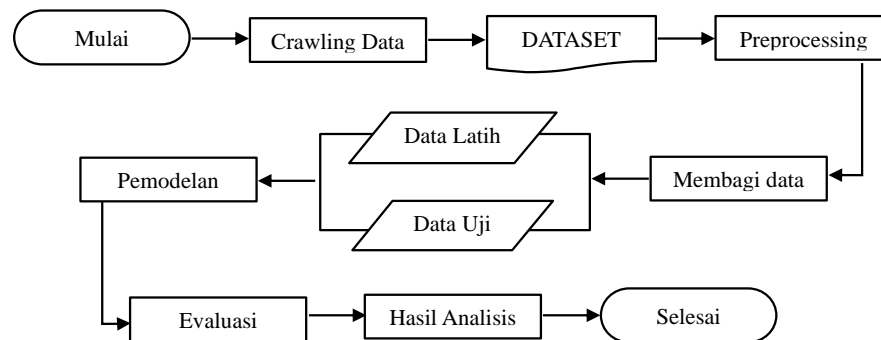 Mulai
Crawling Data
DATASET
Preprocessing
Membagi data
Data Latih
Data Uji
Pemodelan
Evaluasi
Hasil Analisis
Selesai